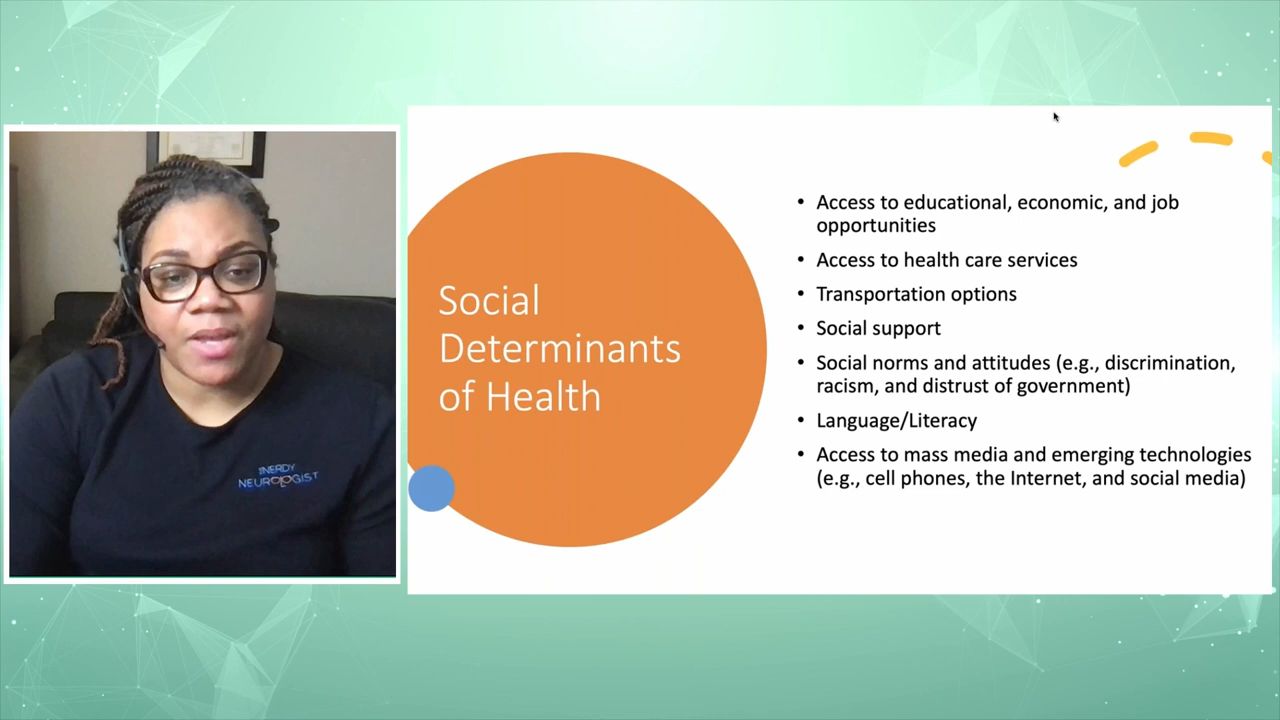 #NERDY
NEUROLOGIST
Social
Determinants
of Health
• Access to educational, economic, and job
opportunities
• Access to health care services
• Transportation options
• Social support
• Social norms and attitudes (e.g., discrimination,
racism, and distrust of government)
• Language/Literacy
• Access to mass media and emerging technologies
(e.g., cell phones, the Internet, and social media)